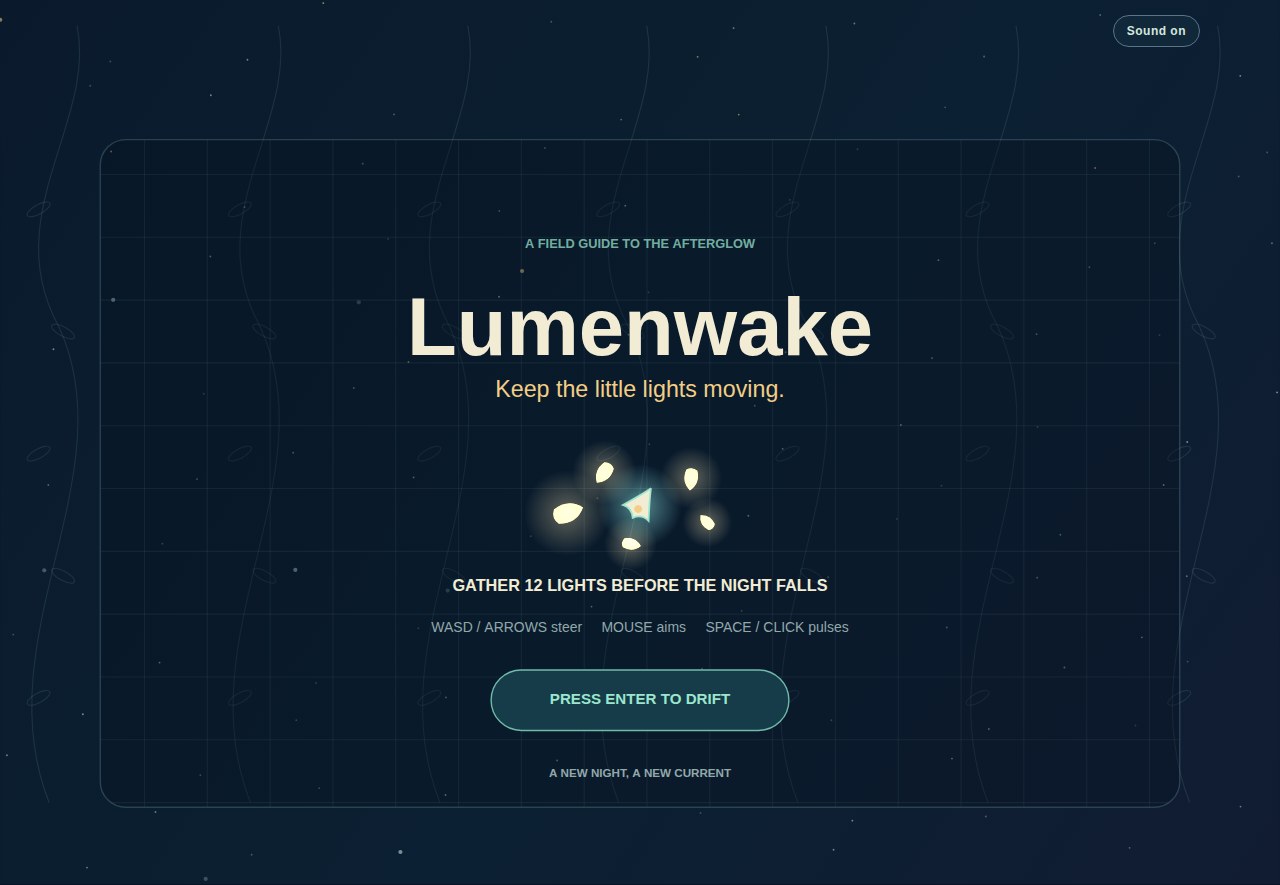 Sound on
A FIELD GUIDE TO THE AFTERGLOW
Lumenwake
Keep the little lights moving.
GATHER 12 LIGHTS BEFORE THE NIGHT FALLS
WASD / ARROWS steer MOUSE aims SPACE / CLICK pulses
PRESS ENTER TO DRIFT
A NEW NIGHT, A NEW CURRENT